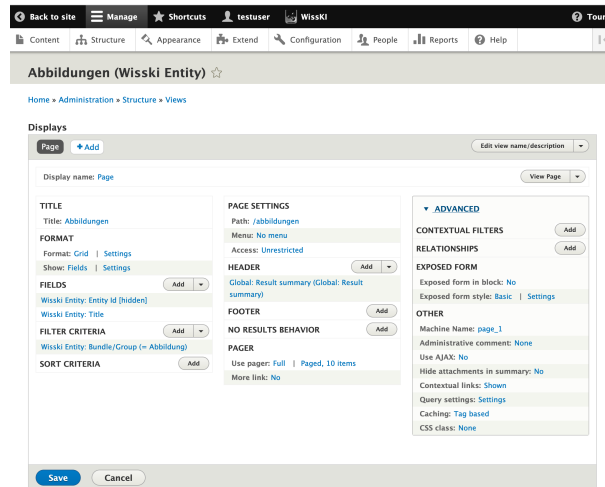 Back to site Manage Shortcuts testuser WissKI Tour
Content Structure Appearance Extend Configuration People Reports Help
Abbildungen (Wisski Entity)
Home » Administration » Structure » Views
Displays
Page +Add Edit view name/description
Display name: Page View Page
TITLE
Title: Abbildungen
FORMAT
Format: Grid | Settings
Show: Fields | Settings
FIELDS Add
Wisski Entity: Entity Id [hidden]
Wisski Entity: Title
FILTER CRITERIA Add
Wisski Entity: Bundle/Group (= Abbildung)
SORT CRITERIA Add
PAGE SETTINGS
Path: /abbildungen
Menu: No menu
Access: Unrestricted
HEADER Add
Global: Result summary (Global: Result
summary)
FOOTER Add
NO RESULTS BEHAVIOR Add
PAGER
Use pager: Full | Paged, 10 items
More link: No
ADVANCED
CONTEXTUAL FILTERS Add
RELATIONSHIPS Add
EXPOSED FORM
Exposed form in block: No
Exposed form style: Basic | Settings
OTHER
Machine Name: page_1
Administrative comment: None
Use AJAX: No
Hide attachments in summary: No
Contextual links: Shown
Query settings: Settings
Caching: Tag based
CSS class: None
Save Cancel